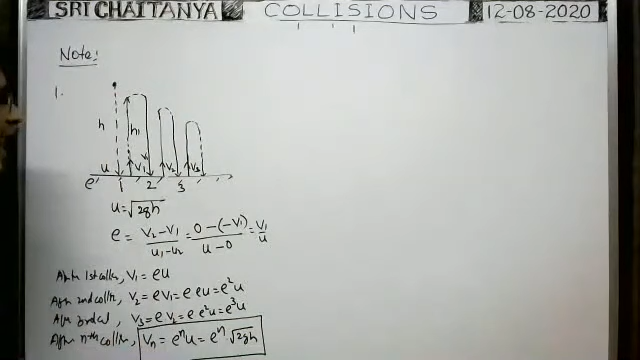 SRI CHAITANYA COLLISIONS 12-08-2020
Note:
1.
h h1
u V1 V2 V3
e 1 2 3
u = √2gh
e = V2 - V1 / u1 - u2 = 0 - (-V1) / u - 0 = V1 / u
After 1st colln, V1 = eu
After 2nd colln, V2 = eV1 = e eu = e²u
After 3rd col, V3 = eV2 = e e²u = e³u
After nth colln, Vn = eⁿu = eⁿ √2gh